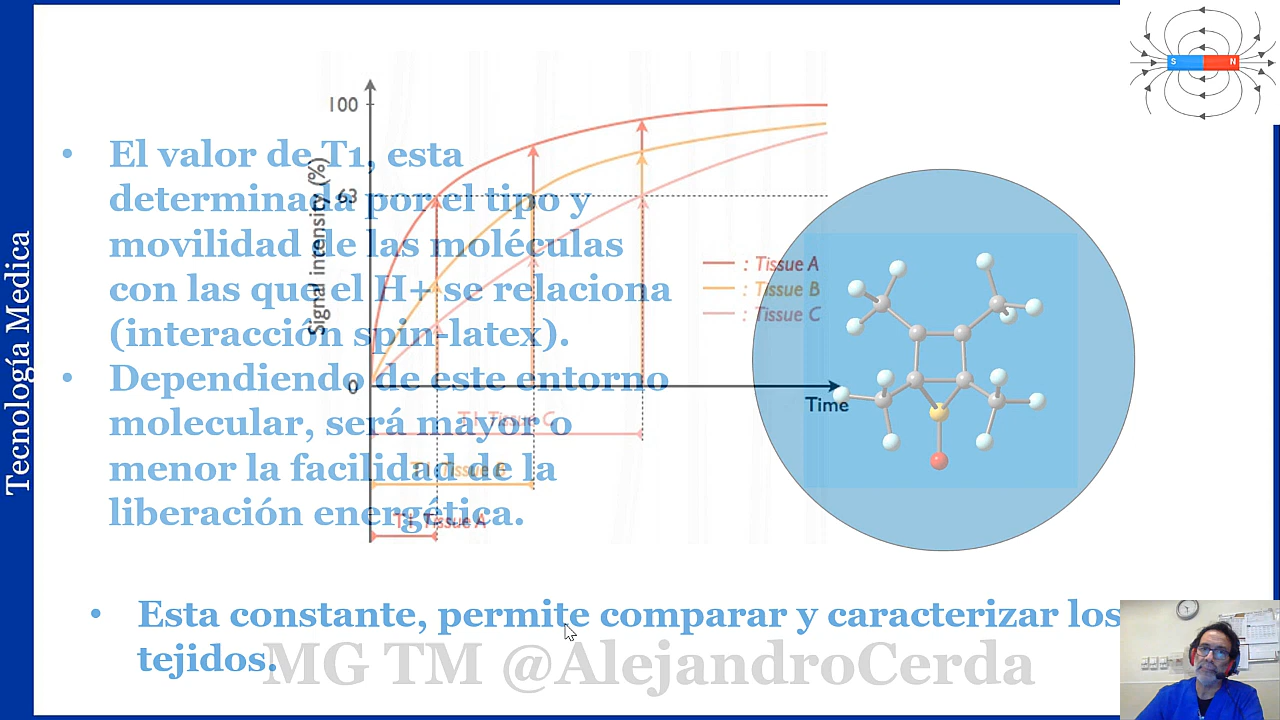 Tecnología Medica
S N
100
63
0
Signal intensity (%)
Time
: Tissue A
: Tissue B
: Tissue C
T1 Tissue C
T1 Tissue B
T1 Tissue A
• El valor de T1, esta
determinada por el tipo y
movilidad de las moléculas
con las que el H+ se relaciona
(interacción spin-latex).
• Dependiendo de este entorno
molecular, será mayor o
menor la facilidad de la
liberación energética.
• Esta constante, permite comparar y caracterizar los
tejidos.
MG TM @AlejandroCerda